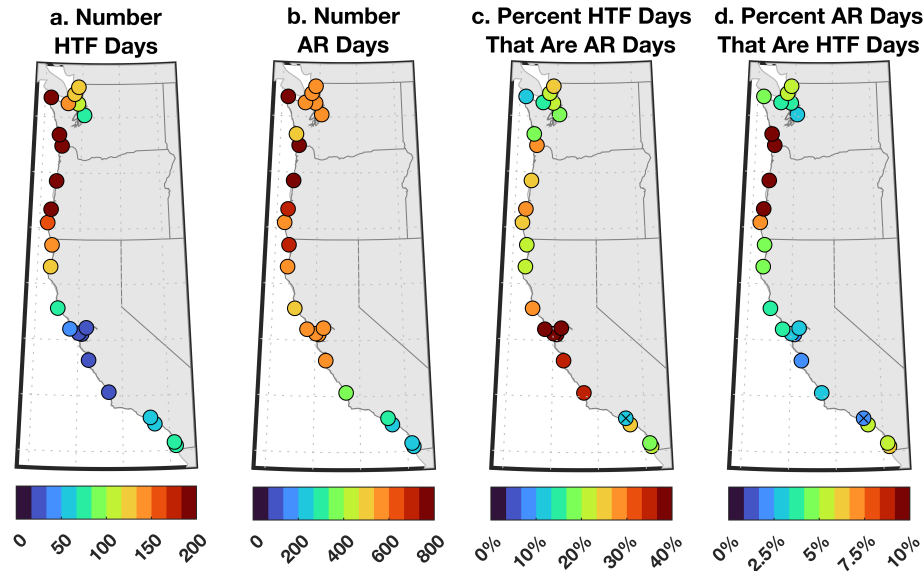 a. Number
HTF Days
b. Number
AR Days
c. Percent HTF Days
That Are AR Days
d. Percent AR Days
That Are HTF Days
0 50 100 150 200
0 200 400 600 800
0% 10% 20% 30% 40%
0% 2.5% 5% 7.5% 10%